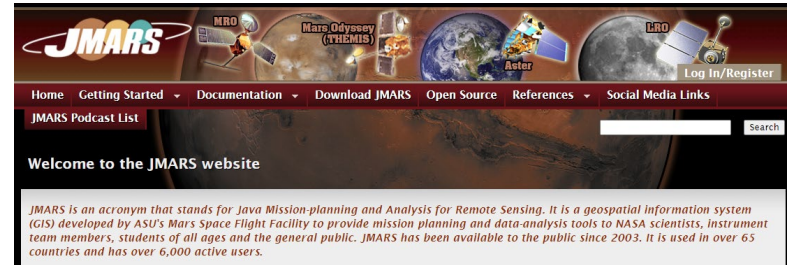 JMARS
MRO
Mars Odyssey
(THEMIS)
Aster
LRO
Log In/Register
Home Getting Started Documentation Download JMARS Open Source References Social Media Links
JMARS Podcast List
Search
Welcome to the JMARS website
JMARS is an acronym that stands for Java Mission-planning and Analysis for Remote Sensing. It is a geospatial information system
(GIS) developed by ASU's Mars Space Flight Facility to provide mission planning and data-analysis tools to NASA scientists, instrument
team members, students of all ages and the general public. JMARS has been available to the public since 2003. It is used in over 65
countries and has over 6,000 active users.